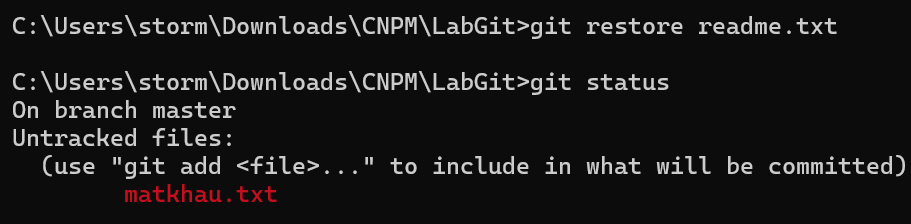 C:\Users\storm\Downloads\CNPM\LabGit>git restore readme.txt
C:\Users\storm\Downloads\CNPM\LabGit>git status
On branch master
Untracked files:
  (use "git add <file>..." to include in what will be committed)
        matkhau.txt